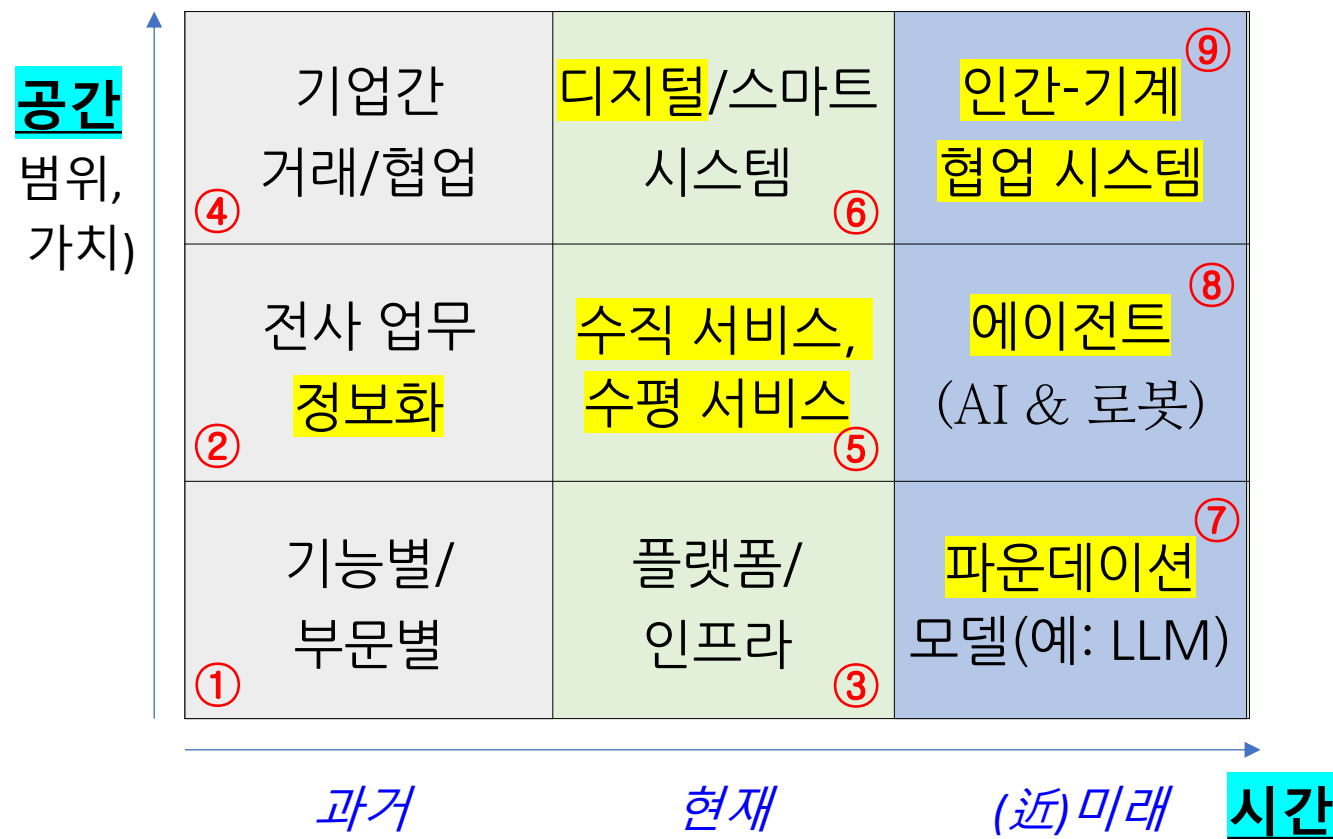 공간
범위,
가치)
기업간
거래/협업
④
디지털/스마트
시스템
⑥
⑨
인간-기계
협업 시스템
전사 업무
정보화
②
수직 서비스,
수평 서비스
⑤
⑧
에이전트
(AI & 로봇)
기능별/
부문별
①
플랫폼/
인프라
③
⑦
파운데이션
모델(예: LLM)
과거 현재 (近)미래 시간